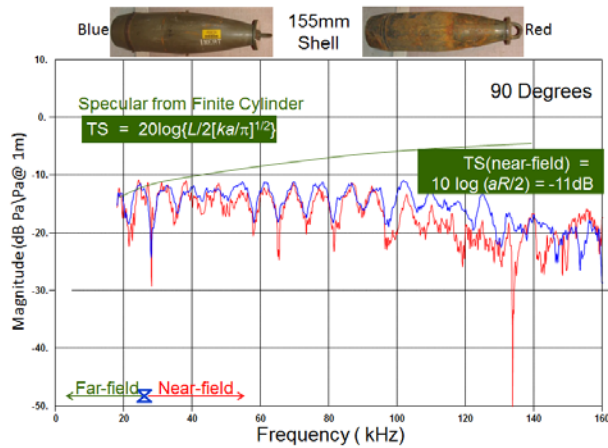 Blue
155mm
Shell
Red
10.
0.
-10.
-20.
-30.
-40.
-50.
Magnitude (dB Pa\Pa@ 1m)
Specular from Finite Cylinder
TS = 20log{L/2[ka/π]1/2}
90 Degrees
TS(near-field) =
10 log (aR/2) = -11dB
Far-field
Near-field
0 20 40 60 80 100 120 140 160
Frequency ( kHz)